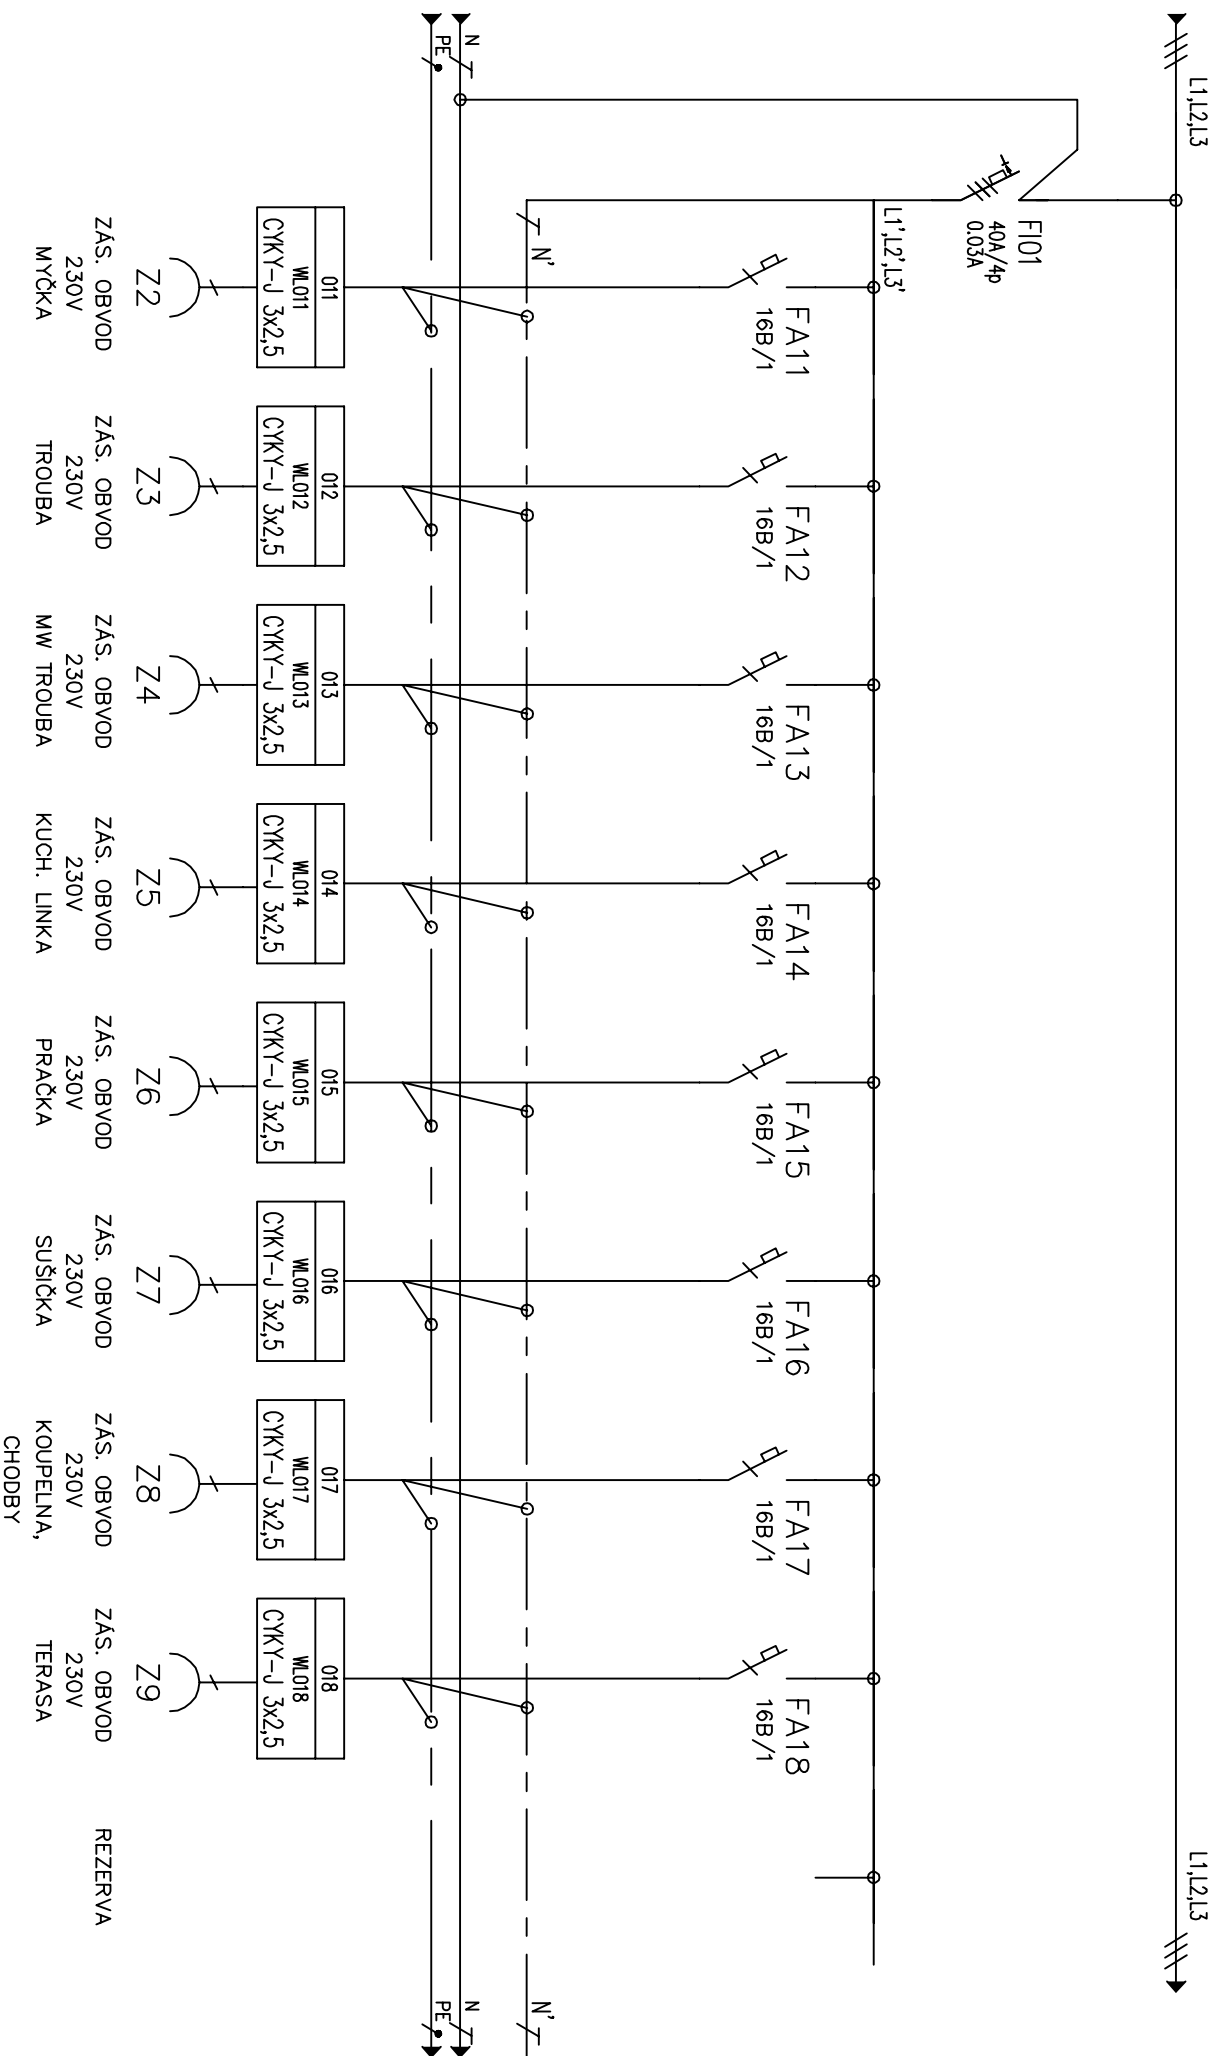 L1,L2,L3
L1,L2,L3
FI01
40A/4p
0.03A
L1',L2',L3'
FA11
16B/1
FA12
16B/1
FA13
16B/1
FA14
16B/1
FA15
16B/1
FA16
16B/1
FA17
16B/1
FA18
16B/1
N'
N'
N
PE
N
PE
011
WL011
CYKY-J 3x2,5
012
WL012
CYKY-J 3x2,5
013
WL013
CYKY-J 3x2,5
014
WL014
CYKY-J 3x2,5
015
WL015
CYKY-J 3x2,5
016
WL016
CYKY-J 3x2,5
017
WL017
CYKY-J 3x2,5
018
WL018
CYKY-J 3x2,5
Z2
ZÁS. OBVOD
230V
MYČKA
Z3
ZÁS. OBVOD
230V
TROUBA
Z4
ZÁS. OBVOD
230V
MW TROUBA
Z5
ZÁS. OBVOD
230V
KUCH. LINKA
Z6
ZÁS. OBVOD
230V
PRAČKA
Z7
ZÁS. OBVOD
230V
SUŠIČKA
Z8
ZÁS. OBVOD
230V
KOUPELNA,
CHODBY
Z9
ZÁS. OBVOD
230V
TERASA
REZERVA